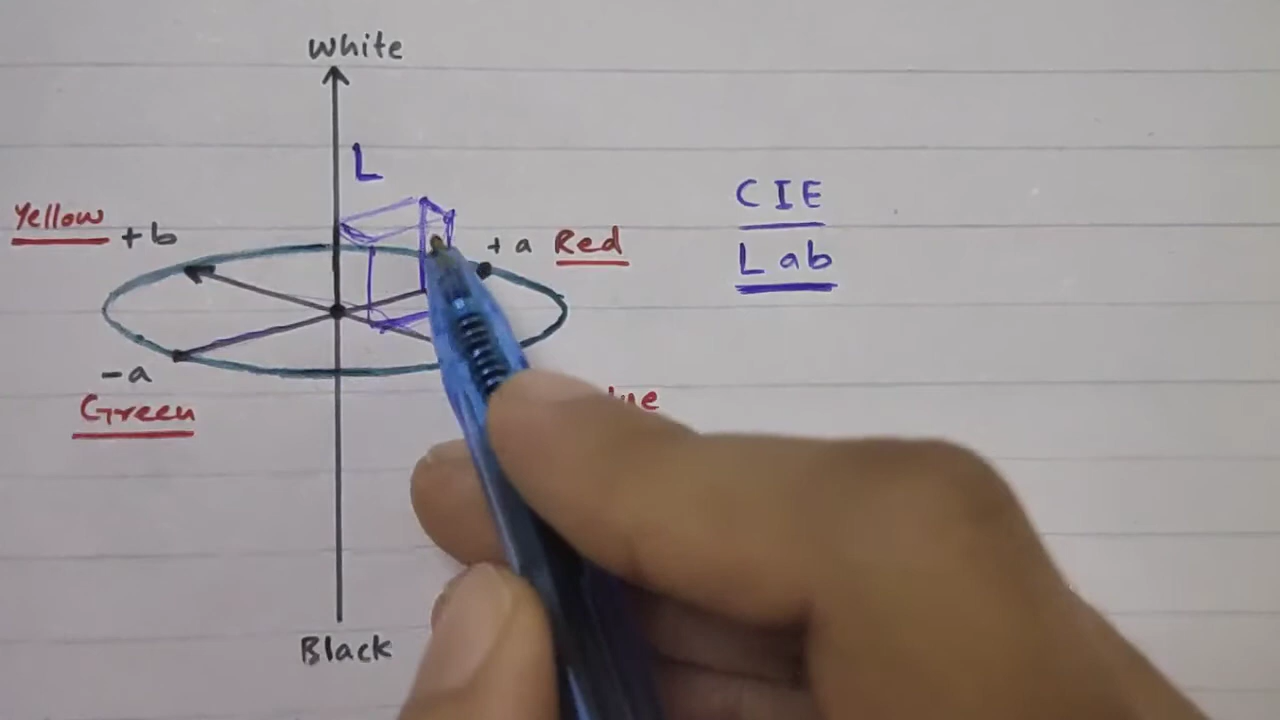 White
L
CIE
Lab
Yellow +b
+a Red
-a
Green
Black